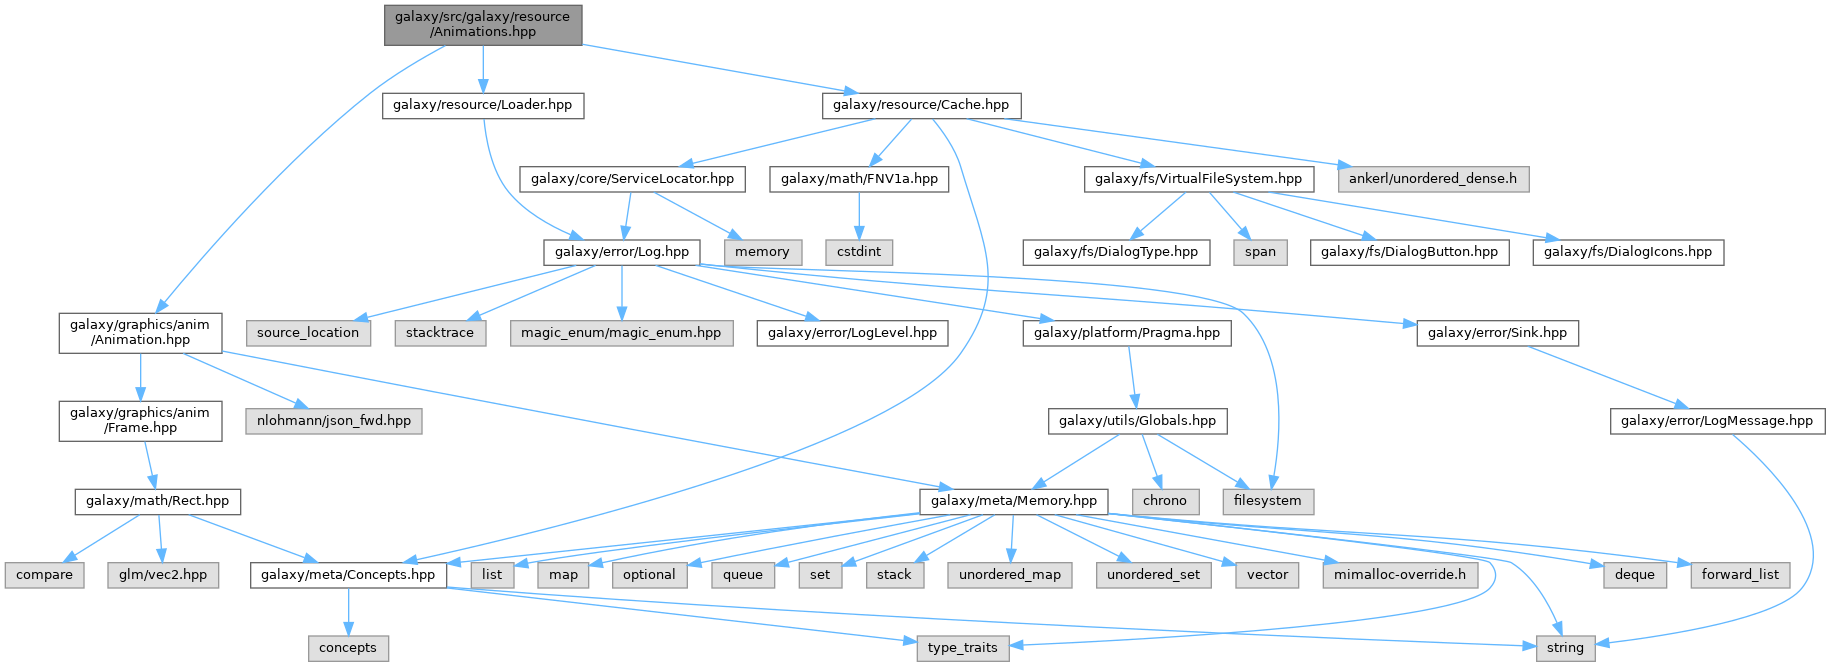 galaxy/src/galaxy/resource
/Animations.hpp
galaxy/resource/Loader.hpp
galaxy/resource/Cache.hpp
galaxy/core/ServiceLocator.hpp
galaxy/math/FNV1a.hpp
galaxy/fs/VirtualFileSystem.hpp
ankerl/unordered_dense.h
galaxy/error/Log.hpp
memory
cstdint
galaxy/fs/DialogType.hpp
span
galaxy/fs/DialogButton.hpp
galaxy/fs/DialogIcons.hpp
galaxy/graphics/anim
/Animation.hpp
source_location
stacktrace
magic_enum/magic_enum.hpp
galaxy/error/LogLevel.hpp
galaxy/platform/Pragma.hpp
galaxy/error/Sink.hpp
galaxy/graphics/anim
/Frame.hpp
nlohmann/json_fwd.hpp
galaxy/utils/Globals.hpp
galaxy/error/LogMessage.hpp
galaxy/math/Rect.hpp
galaxy/meta/Memory.hpp
chrono
filesystem
compare
glm/vec2.hpp
galaxy/meta/Concepts.hpp
list
map
optional
queue
set
stack
unordered_map
unordered_set
vector
mimalloc-override.h
deque
forward_list
concepts
type_traits
string